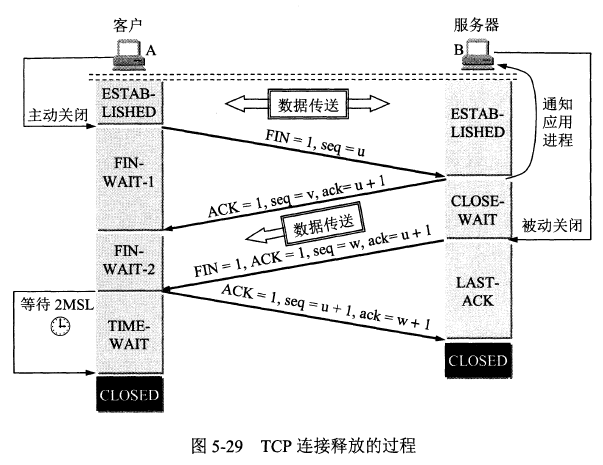 客户
服务器
A
B
ESTAB-
LISHED
数据传送
主动关闭
FIN = 1, seq = u
ESTAB-
LISHED
通知
应用
进程
FIN-
WAIT-1
ACK = 1, seq = v, ack= u + 1
CLOSE-
WAIT
数据传送
被动关闭
FIN-
WAIT-2
FIN = 1, ACK = 1, seq = w, ack= u + 1
LAST-
ACK
等待 2MSL
ACK = 1, seq = u + 1, ack = w + 1
TIME-
WAIT
CLOSED
CLOSED
图 5-29 TCP 连接释放的过程